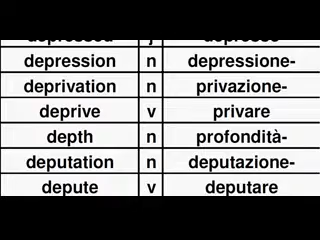 depression n depressione-
deprivation n privazione-
deprive v privare
depth n profondità-
deputation n deputazione-
depute v deputare